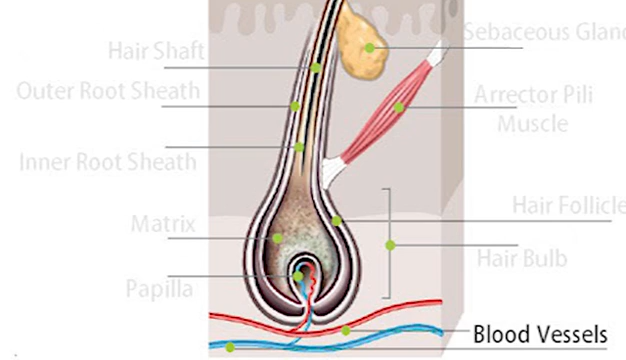 Sebaceous Gland
Hair Shaft
Outer Root Sheath
Arrector Pili
Muscle
Inner Root Sheath
Hair Follicle
Matrix
Hair Bulb
Papilla
Blood Vessels